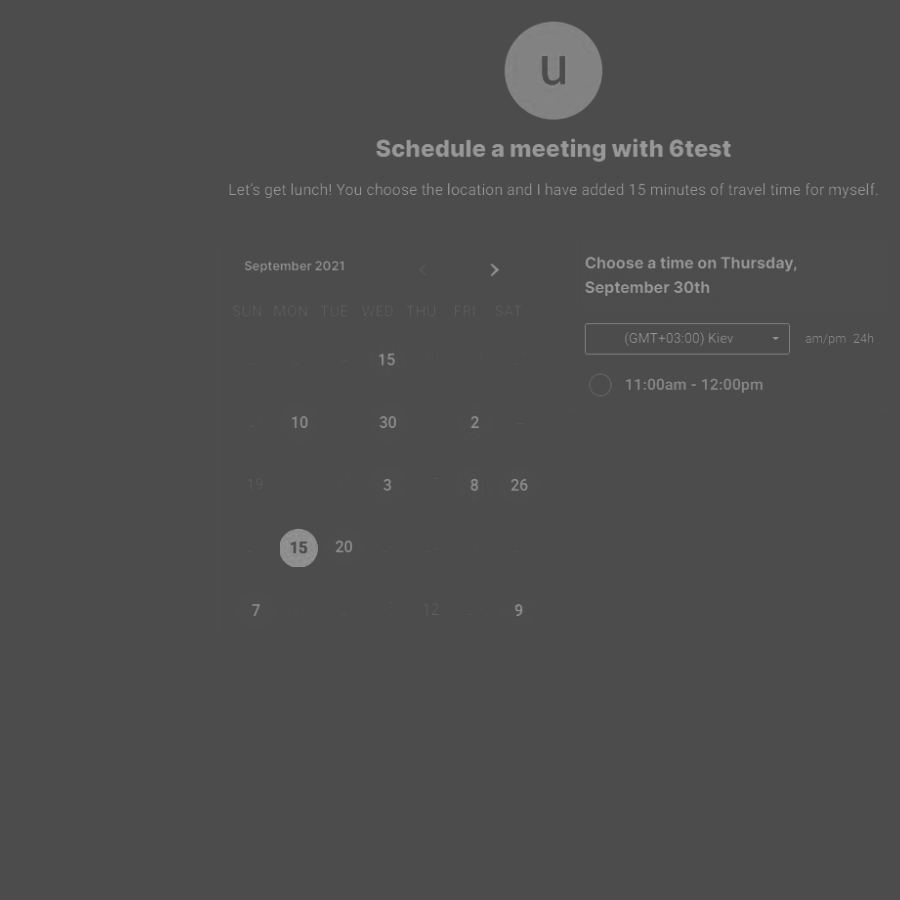 u
Schedule a meeting with 6test
Let's get lunch! You choose the location and I have added 15 minutes of travel time for myself.
September 2021
SUN MON TUE WED THU FRI SAT
15
10 30 2
19 3 8 26
15 20
7 12 9
Choose a time on Thursday,
September 30th
(GMT+03:00) Kiev am/pm 24h
11:00am - 12:00pm